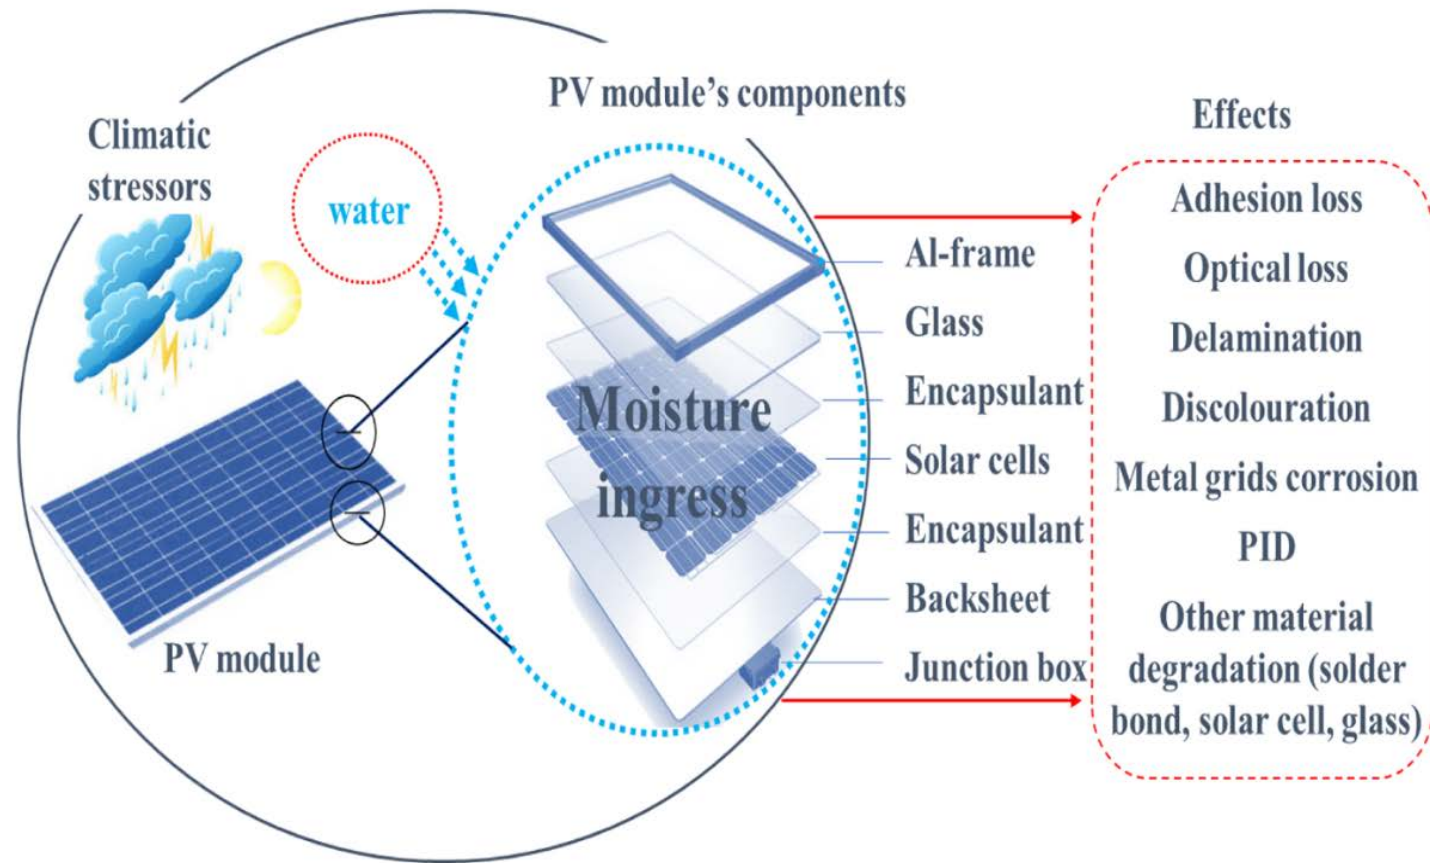 PV module's components
Effects
Climatic
stressors
water
Moisture
ingress
PV module
Al-frame
Glass
Encapsulant
Solar cells
Encapsulant
Backsheet
Junction box
Adhesion loss
Optical loss
Delamination
Discolouration
Metal grids corrosion
PID
Other material
degradation (solder
bond, solar cell, glass)